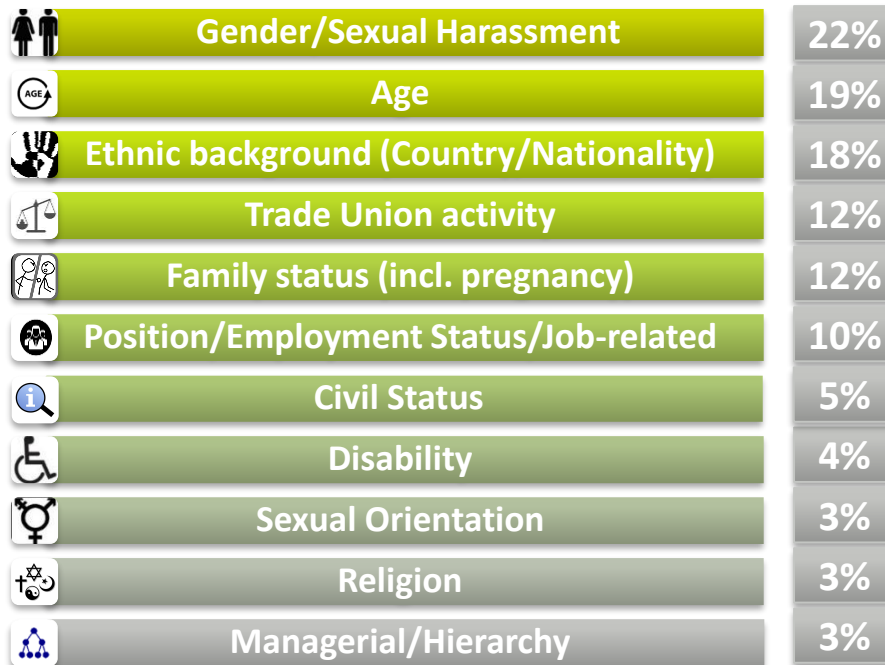 Gender/Sexual Harassment 22%
AGE Age 19%
Ethnic background (Country/Nationality) 18%
Trade Union activity 12%
Family status (incl. pregnancy) 12%
Position/Employment Status/Job-related 10%
i Civil Status 5%
Disability 4%
Sexual Orientation 3%
Religion 3%
Managerial/Hierarchy 3%